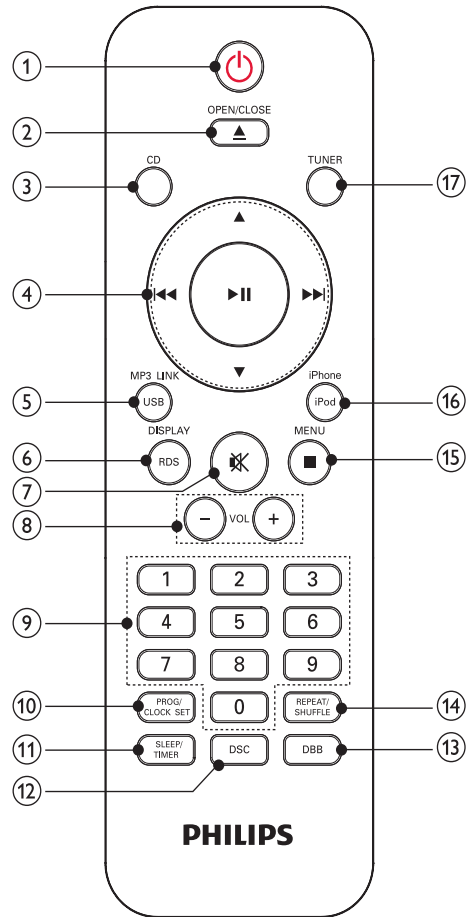 1
OPEN/CLOSE
2
CD
TUNER
3
17
4
MP3 LINK
iPhone
5
USB
iPod
16
DISPLAY
MENU
6
RDS
15
7
8
− VOL +
1 2 3
9
4 5 6
7 8 9
10
PROG/
CLOCK SET
0
REPEAT/
SHUFFLE
14
11
SLEEP/
TIMER
DSC
DBB
13
12
PHILIPS